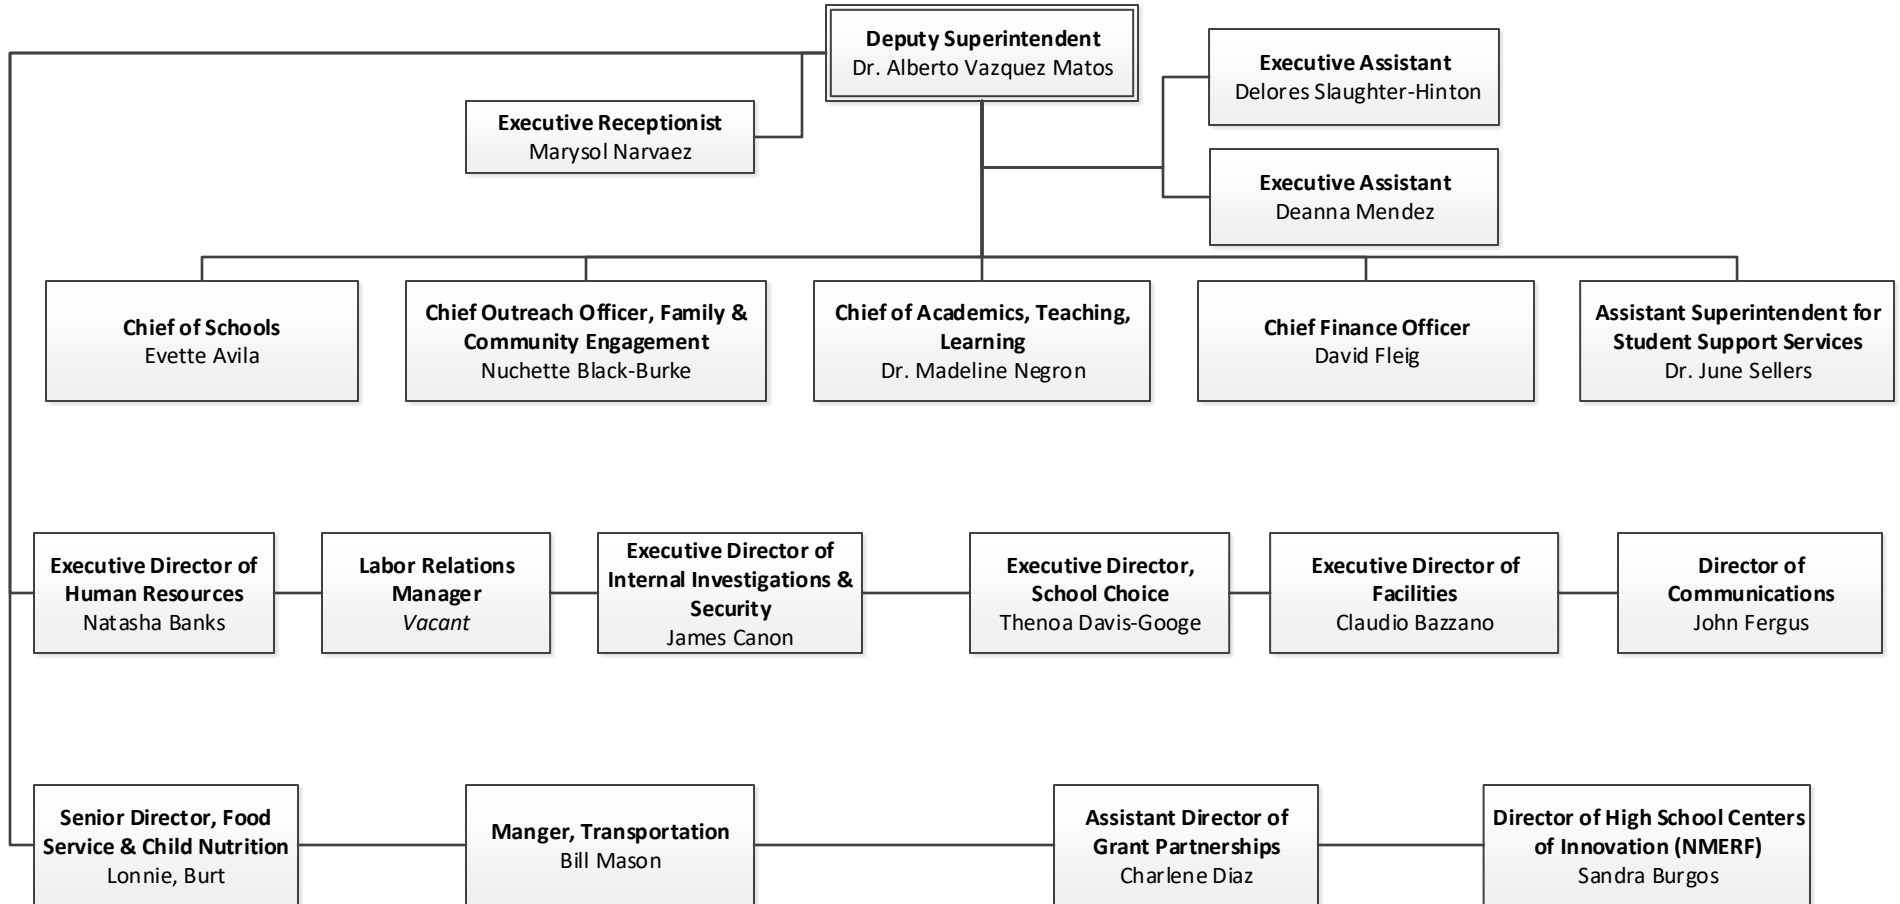 Deputy Superintendent
Dr. Alberto Vazquez Matos
Executive Assistant
Delores Slaughter-Hinton
Executive Receptionist
Marysol Narvaez
Executive Assistant
Deanna Mendez
Chief of Schools
Evette Avila
Chief Outreach Officer, Family &
Community Engagement
Nuchette Black-Burke
Chief of Academics, Teaching,
Learning
Dr. Madeline Negron
Chief Finance Officer
David Fleig
Assistant Superintendent for
Student Support Services
Dr. June Sellers
Executive Director of
Human Resources
Natasha Banks
Labor Relations
Manager
Vacant
Executive Director of
Internal Investigations &
Security
James Canon
Executive Director,
School Choice
Thenoa Davis-Googe
Executive Director of
Facilities
Claudio Bazzano
Director of
Communications
John Fergus
Senior Director, Food
Service & Child Nutrition
Lonnie, Burt
Manger, Transportation
Bill Mason
Assistant Director of
Grant Partnerships
Charlene Diaz
Director of High School Centers
of Innovation (NMERF)
Sandra Burgos